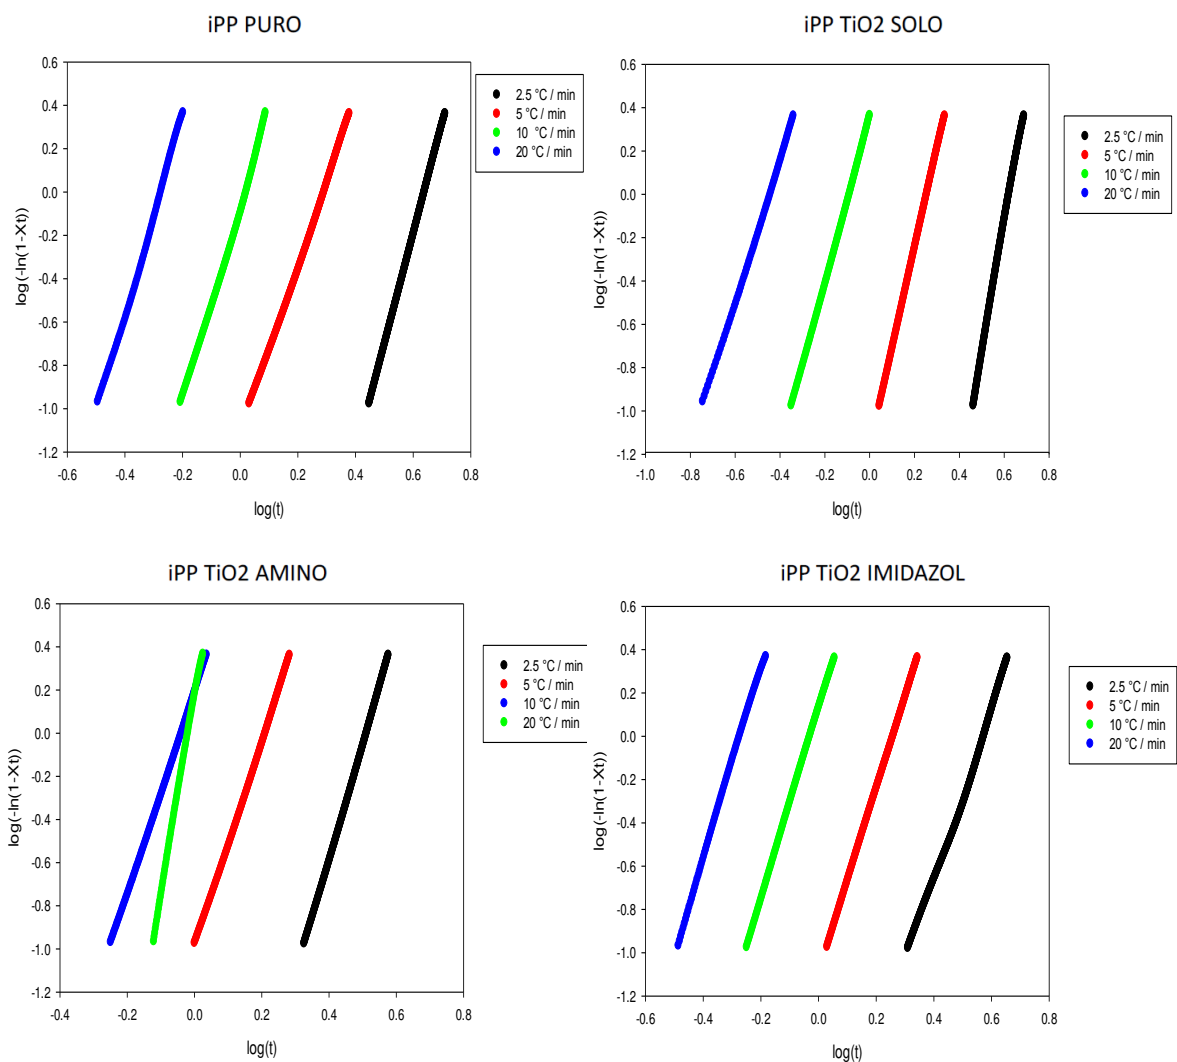 iPP PURO
0.6
0.4
0.2
0.0
-0.2
-0.4
-0.6
-0.8
-1.0
-1.2
log(-ln(1-Xt))
-0.6 -0.4 -0.2 0.0 0.2 0.4 0.6 0.8
log(t)
2.5 °C / min
5 °C / min
10 °C / min
20 °C / min
iPP TiO2 SOLO
0.6
0.4
0.2
0.0
-0.2
-0.4
-0.6
-0.8
-1.0
-1.2
log(-ln(1-Xt))
-1.0 -0.8 -0.6 -0.4 -0.2 0.0 0.2 0.4 0.6 0.8
log(t)
2.5 °C / min
5 °C / min
10 °C / min
20 °C / min
iPP TiO2 AMINO
0.6
0.4
0.2
0.0
-0.2
-0.4
-0.6
-0.8
-1.0
-1.2
log(-ln(1-Xt))
-0.4 -0.2 0.0 0.2 0.4 0.6 0.8
log(t)
2.5 °C / min
5 °C / min
10 °C / min
20 °C / min
iPP TiO2 IMIDAZOL
0.6
0.4
0.2
0.0
-0.2
-0.4
-0.6
-0.8
-1.0
-1.2
log(-ln(1-Xt))
-0.6 -0.4 -0.2 0.0 0.2 0.4 0.6 0.8
log(t)
2.5 °C / min
5 °C / min
10 °C / min
20 °C / min